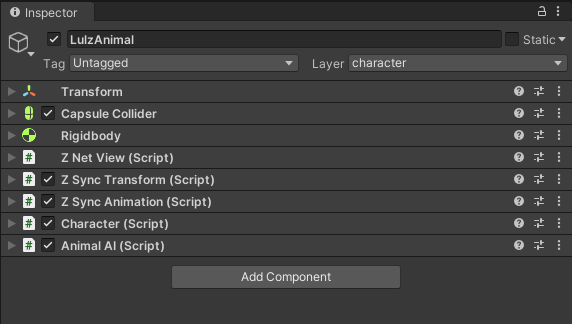 Inspector
LulzAnimal Static
Tag Untagged Layer character
Transform
Capsule Collider
Rigidbody
# Z Net View (Script)
# Z Sync Transform (Script)
# Z Sync Animation (Script)
# Character (Script)
# Animal AI (Script)
Add Component